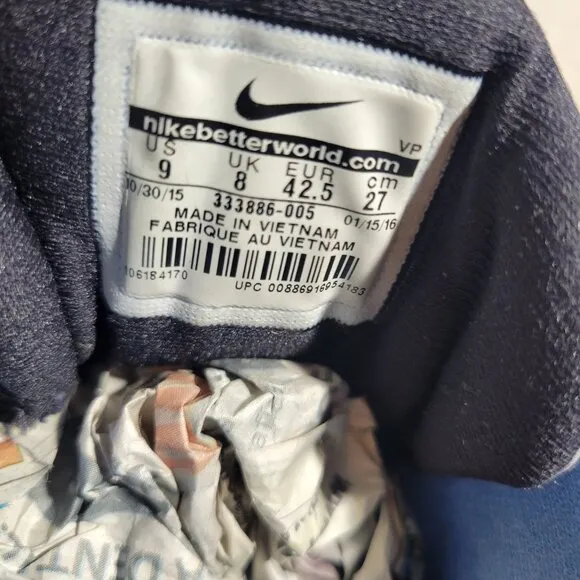 nikebetterworld.com
VP
US UK EUR cm
9 8 42.5 27
10/30/15 333886-005 01/15/16
MADE IN VIETNAM
FABRIQUE AU VIETNAM
106184170 UPC 00886916954183